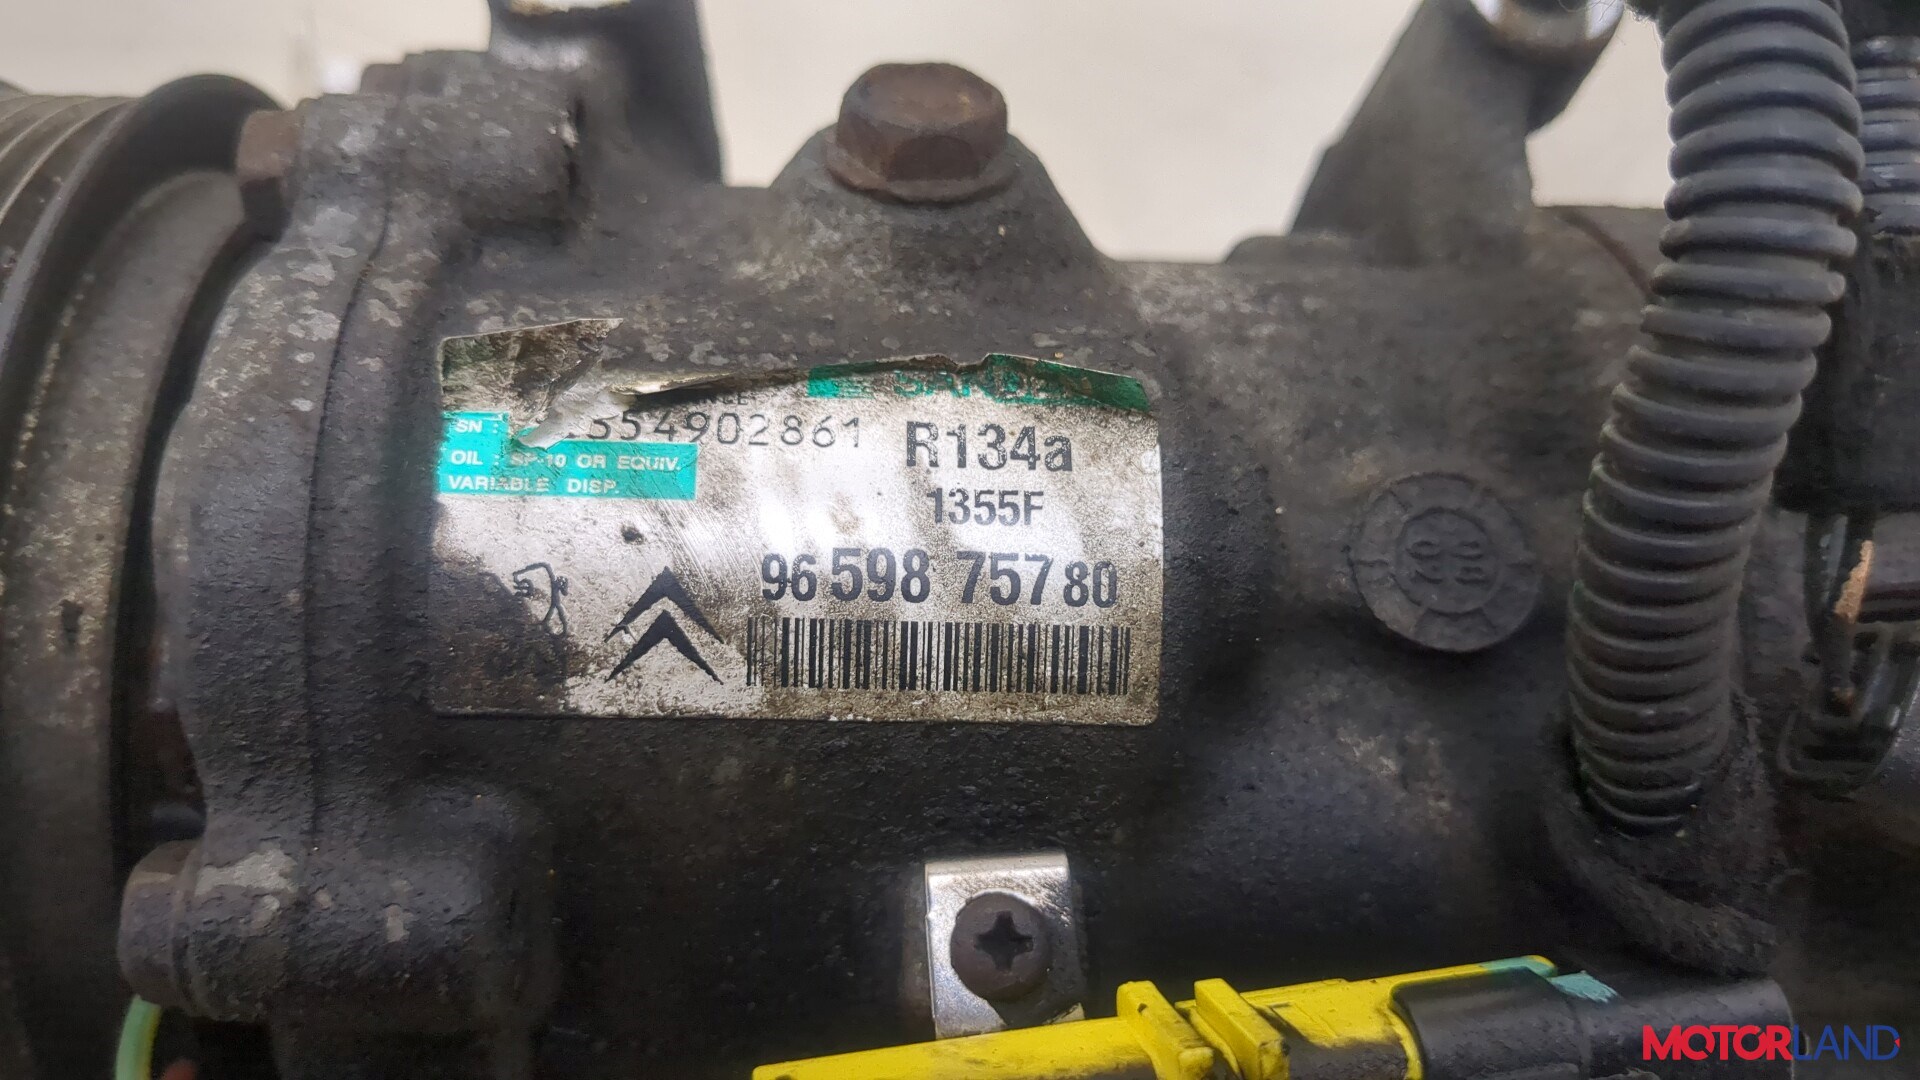 SANDEN
SN : 554902861
OIL : SP-10 OR EQUIV.
VARIABLE DISP.
R134a
1355F
96 598 757 80
MOTORLAND